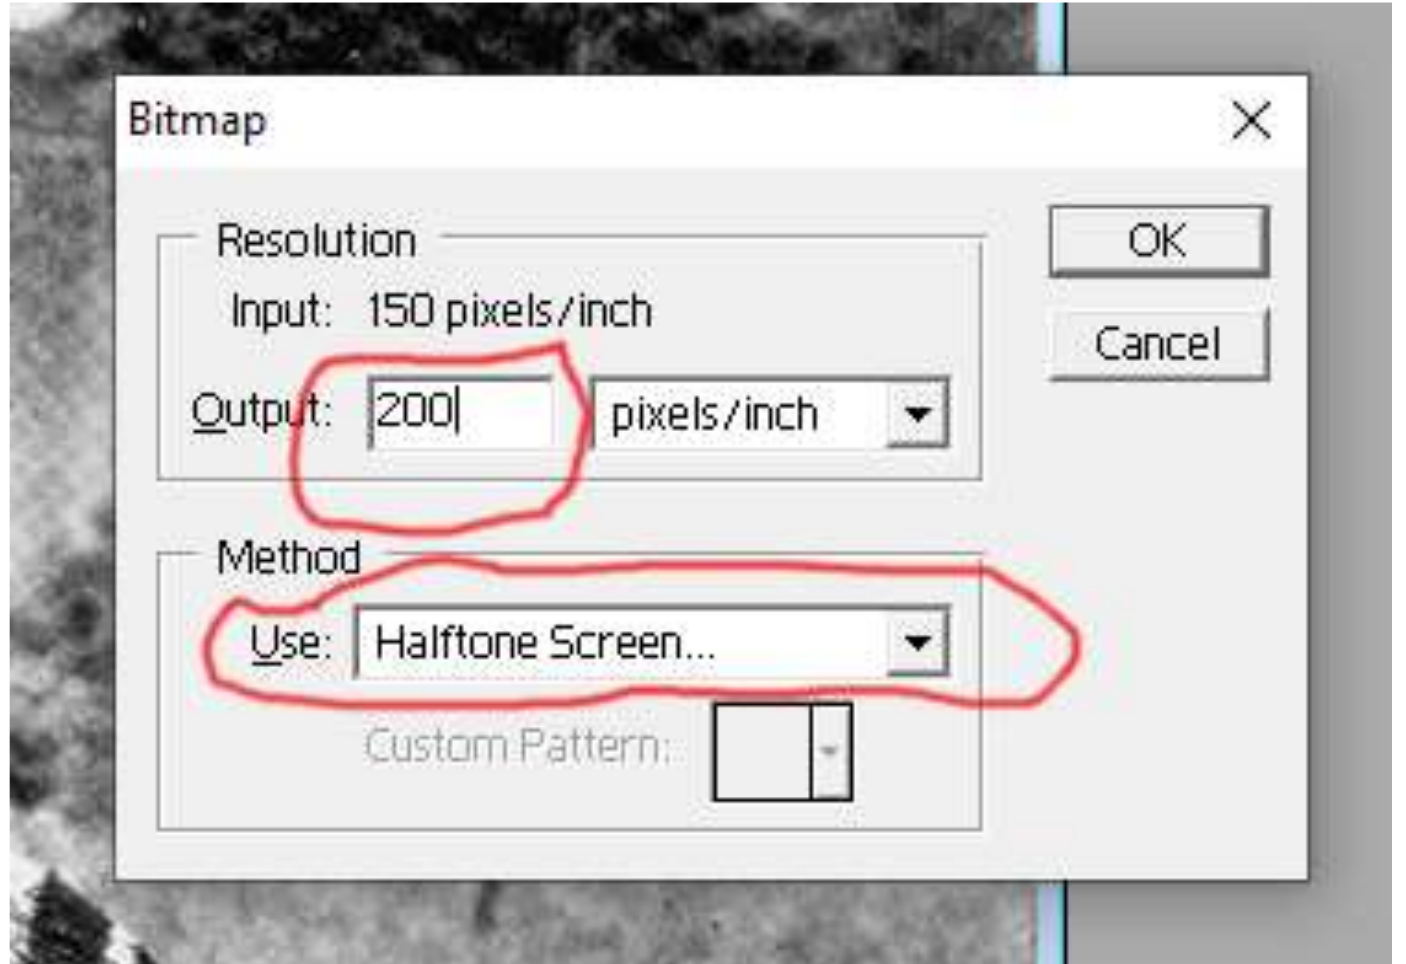 Bitmap
Resolution
OK
Input: 150 pixels/inch
Cancel
Output: 200 pixels/inch
Method
Use: Halftone Screen...
Custom Pattern: